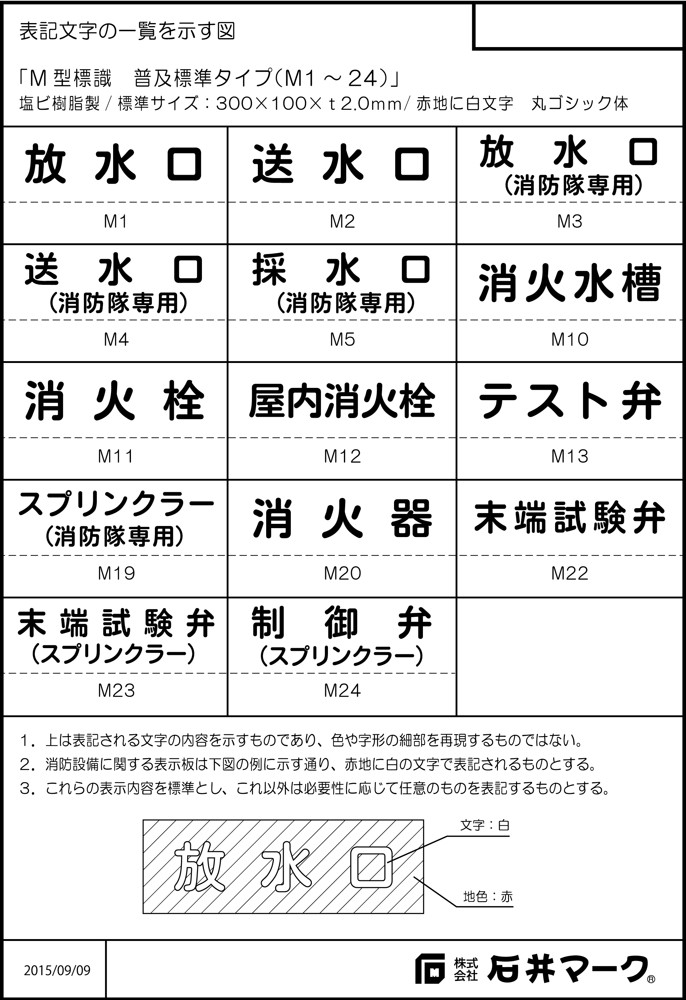 表記文字の一覧を示す図
「M型標識　普及標準タイプ(M1～24)」
塩ビ樹脂製/標準サイズ：300×100×t2.0mm/赤地に白文字　丸ゴシック体
放水口
M1
送水口
M2
放水口
(消防隊専用)
M3
送水口
(消防隊専用)
M4
採水口
(消防隊専用)
M5
消火水槽
M10
消火栓
M11
屋内消火栓
M12
テスト弁
M13
スプリンクラー
(消防隊専用)
M19
消火器
M20
末端試験弁
M22
末端試験弁
(スプリンクラー)
M23
制御弁
(スプリンクラー)
M24
1．上は表記される文字の内容を示すものであり、色や字形の細部を再現するものではない。
2．消防設備に関する表示板は下図の例に示す通り、赤地に白の文字で表記されるものとする。
3．これらの表示内容を標準とし、これ以外は必要性に応じて任意のものを表記するものとする。
文字：白
放水口
地色：赤
2015/09/09
株式会社 石井マーク®